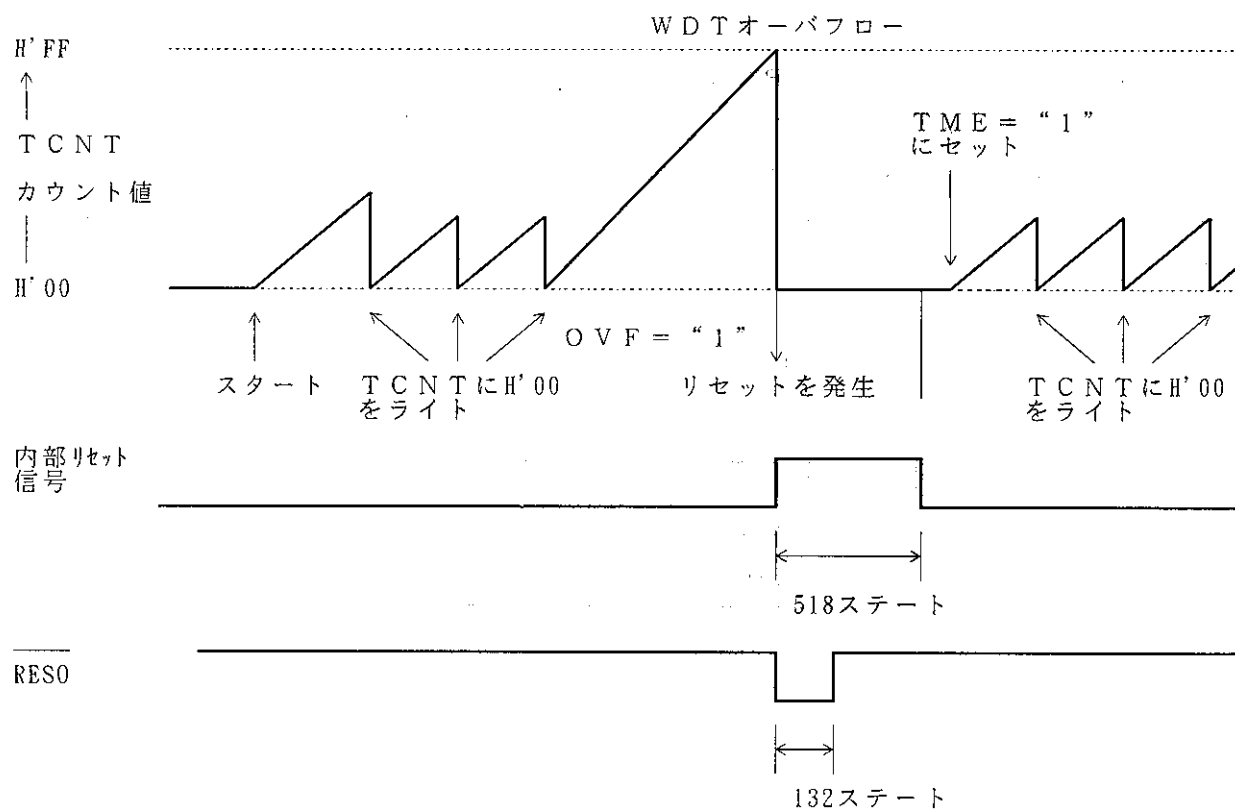 WDTオーバフロー
H'FF
TCNT
カウント値
H'00
TME=“1”
にセット
OVF=“1”
スタート
TCNTにH'00
をライト
リセットを発生
TCNTにH'00
をライト
内部リセット
信号
518ステート
RESO
132ステート